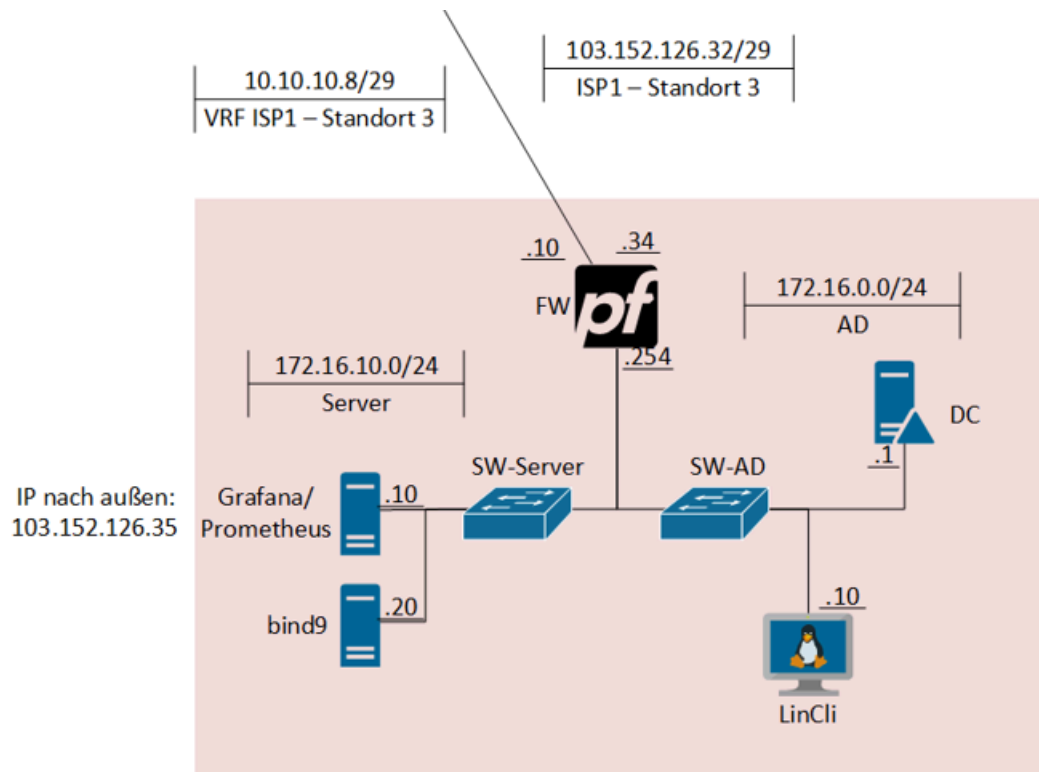 103.152.126.32/29
ISP1 – Standort 3
10.10.10.8/29
VRF ISP1 – Standort 3
.10
.34
FW
pf
.254
172.16.0.0/24
AD
DC
.1
172.16.10.0/24
Server
SW-Server
SW-AD
IP nach außen:
103.152.126.35
Grafana/
Prometheus
.10
bind9
.20
.10
LinCli